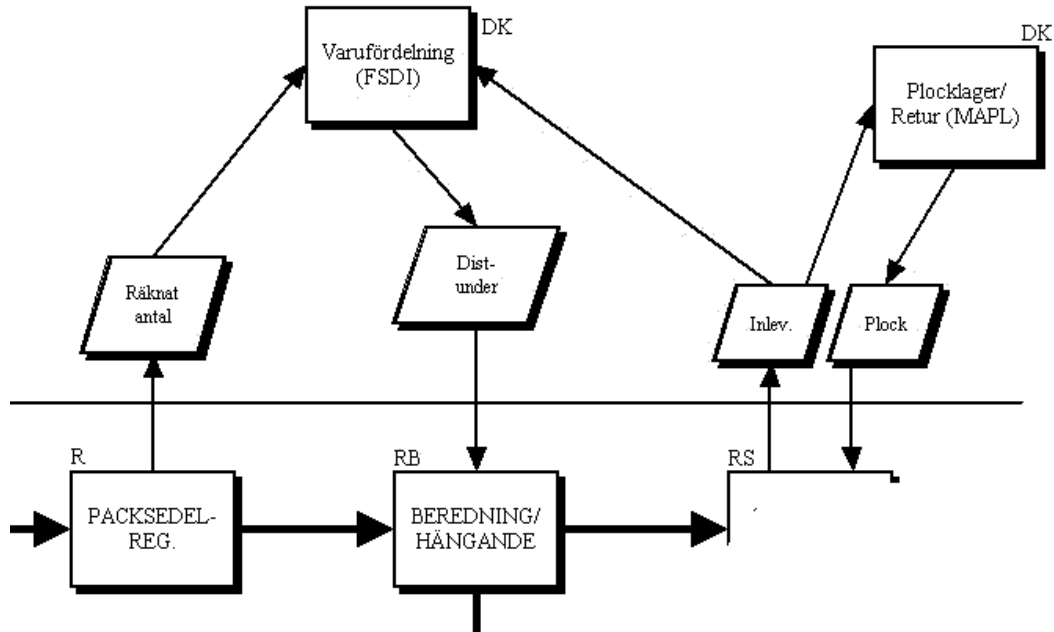 DK
Varufördelning
(FSDI)
DK
Plocklager/
Retur (MAPL)
Räknat
antal
Dist-
under
Inlev.
Plock
R
PACKSEDEL-
REG.
RB
BEREDNING/
HÄNGANDE
RS